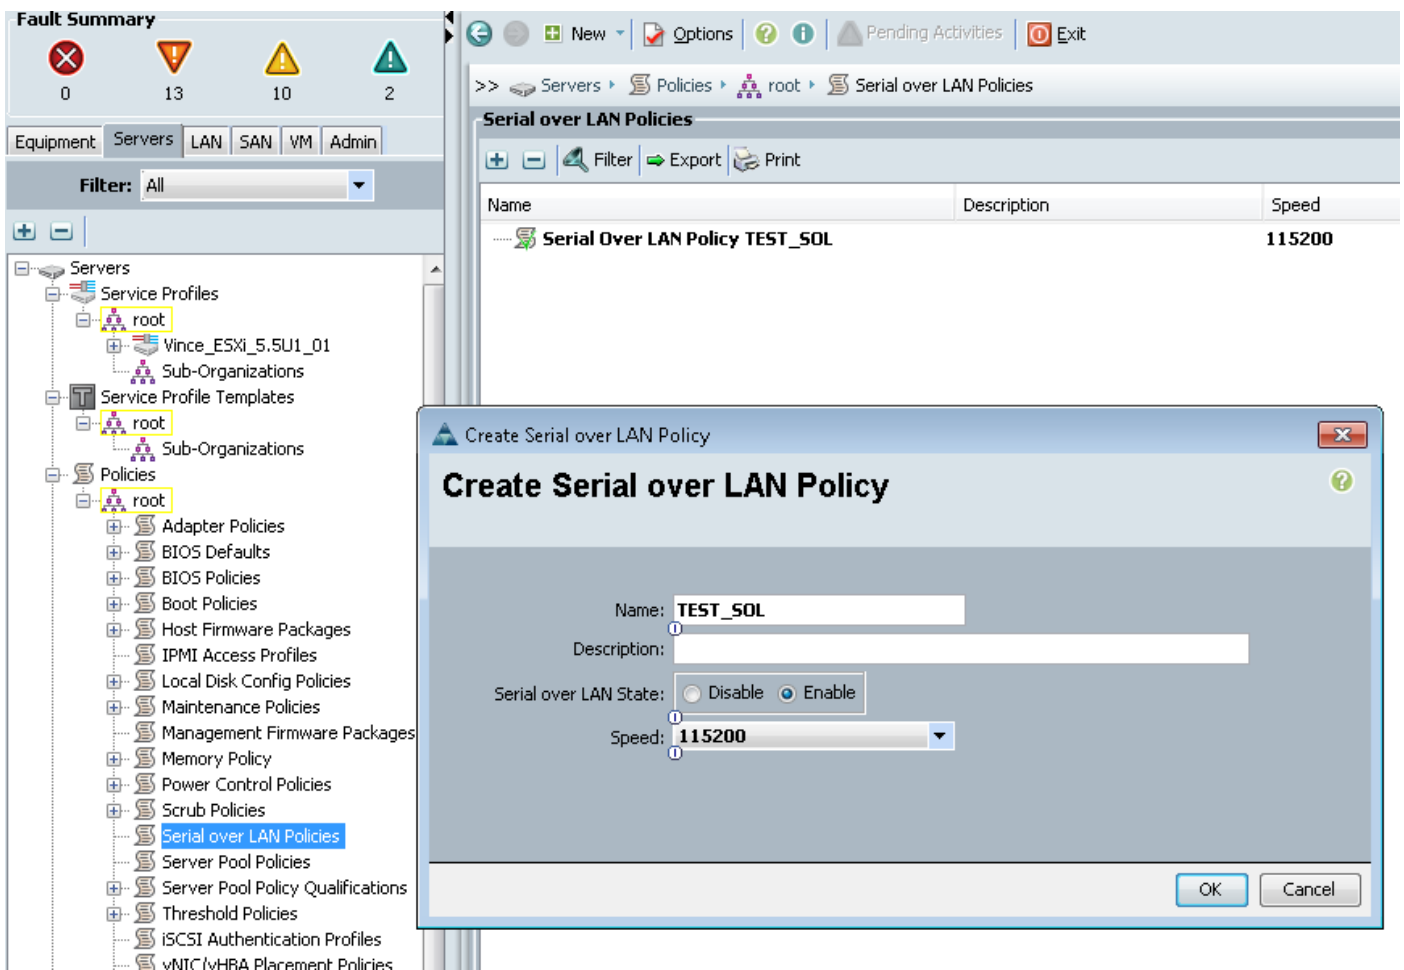 Fault Summary
0 13 10 2
Equipment Servers LAN SAN VM Admin
Filter: All
Servers
Service Profiles
root
Vince_ESXi_5.5U1_01
Sub-Organizations
Service Profile Templates
root
Sub-Organizations
Policies
root
Adapter Policies
BIOS Defaults
BIOS Policies
Boot Policies
Host Firmware Packages
IPMI Access Profiles
Local Disk Config Policies
Maintenance Policies
Management Firmware Packages
Memory Policy
Power Control Policies
Scrub Policies
Serial over LAN Policies
Server Pool Policies
Server Pool Policy Qualifications
Threshold Policies
iSCSI Authentication Profiles
vNIC/vHBA Placement Policies
New Options Pending Activities Exit
>> Servers Policies root Serial over LAN Policies
Serial over LAN Policies
Filter Export Print
Name Description Speed
Serial Over LAN Policy TEST_SOL 115200
Create Serial over LAN Policy
Create Serial over LAN Policy
Name: TEST_SOL
Description:
Serial over LAN State: Disable Enable
Speed: 115200
OK Cancel